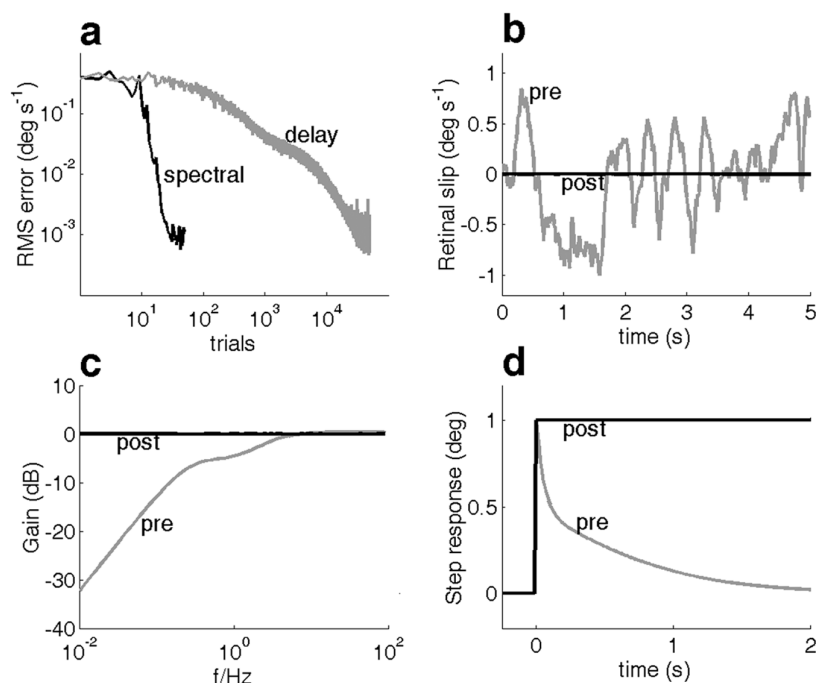 a
RMS error (deg s⁻¹)
10⁻¹
10⁻²
10⁻³
delay
spectral
10¹
10²
10³
10⁴
trials
b
Retinal slip (deg s⁻¹)
1
0.5
0
-0.5
-1
pre
post
0
1
2
3
4
5
time (s)
c
Gain (dB)
10
0
-10
-20
-30
-40
post
pre
10⁻²
10⁻¹
10⁰
10²
f/Hz
d
Step response (deg)
1
0.5
0
post
pre
0
1
2
time (s)